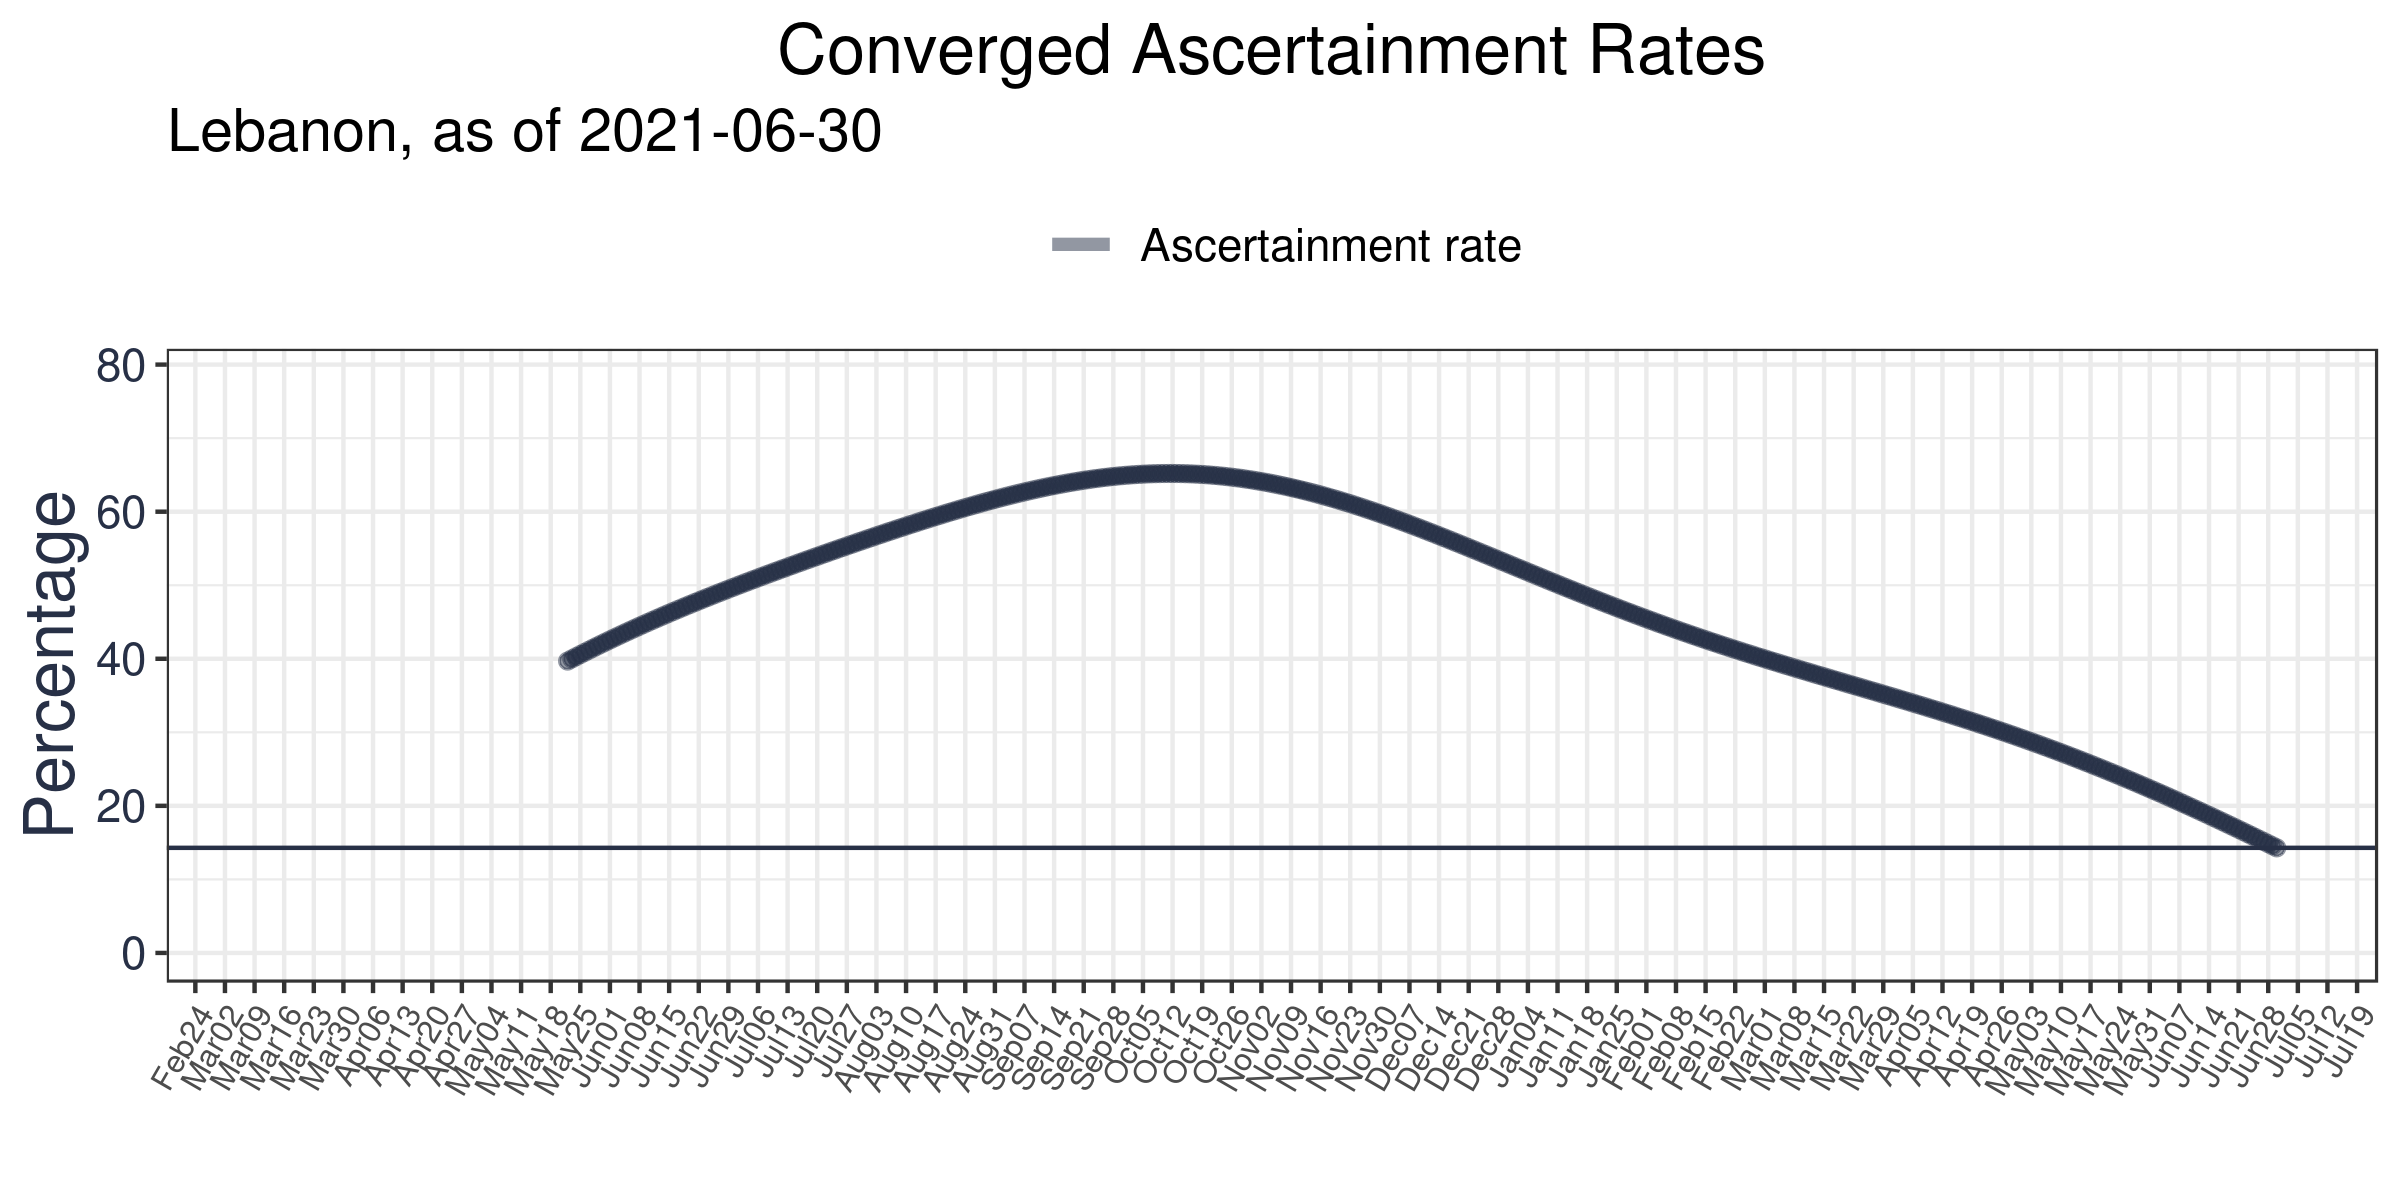 Converged Ascertainment Rates
Lebanon, as of 2021-06-30
Ascertainment rate
Percentage
80
60
40
20
0
Feb24
Mar02
Mar09
Mar16
Mar23
Mar30
Apr06
Apr13
Apr20
Apr27
May04
May11
May18
May25
Jun01
Jun08
Jun15
Jun22
Jun29
Jul06
Jul13
Jul20
Jul27
Aug03
Aug10
Aug17
Aug24
Aug31
Sep07
Sep14
Sep21
Sep28
Oct05
Oct12
Oct19
Oct26
Nov02
Nov09
Nov16
Nov23
Nov30
Dec07
Dec14
Dec21
Dec28
Jan04
Jan11
Jan18
Jan25
Feb01
Feb08
Feb15
Feb22
Mar01
Mar08
Mar15
Mar22
Mar29
Apr05
Apr12
Apr19
Apr26
May03
May10
May17
May24
May31
Jun07
Jun14
Jun21
Jun28
Jul05
Jul12
Jul19